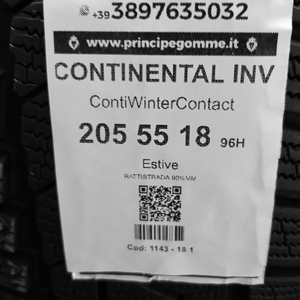 +39 3897635032
www.principegomme.it
CONTINENTAL INV
ContiWinterContact
205 55 18 96H
Estive
BATTISTRADA 90%MM
Cod: 1143 - 18.1